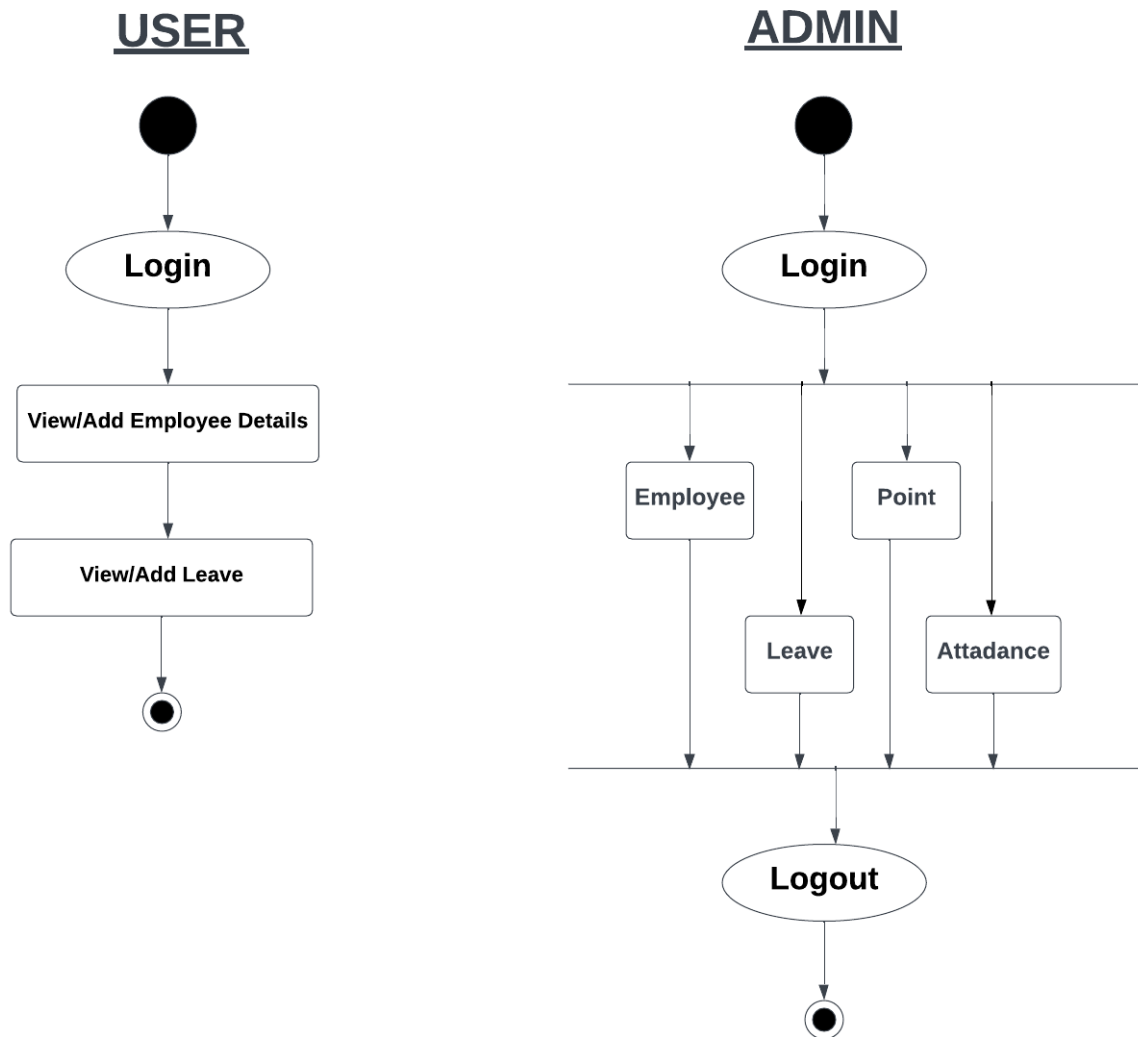 USER
ADMIN
Login
Login
View/Add Employee Details
Employee
Point
View/Add Leave
Leave
Attadance
Logout